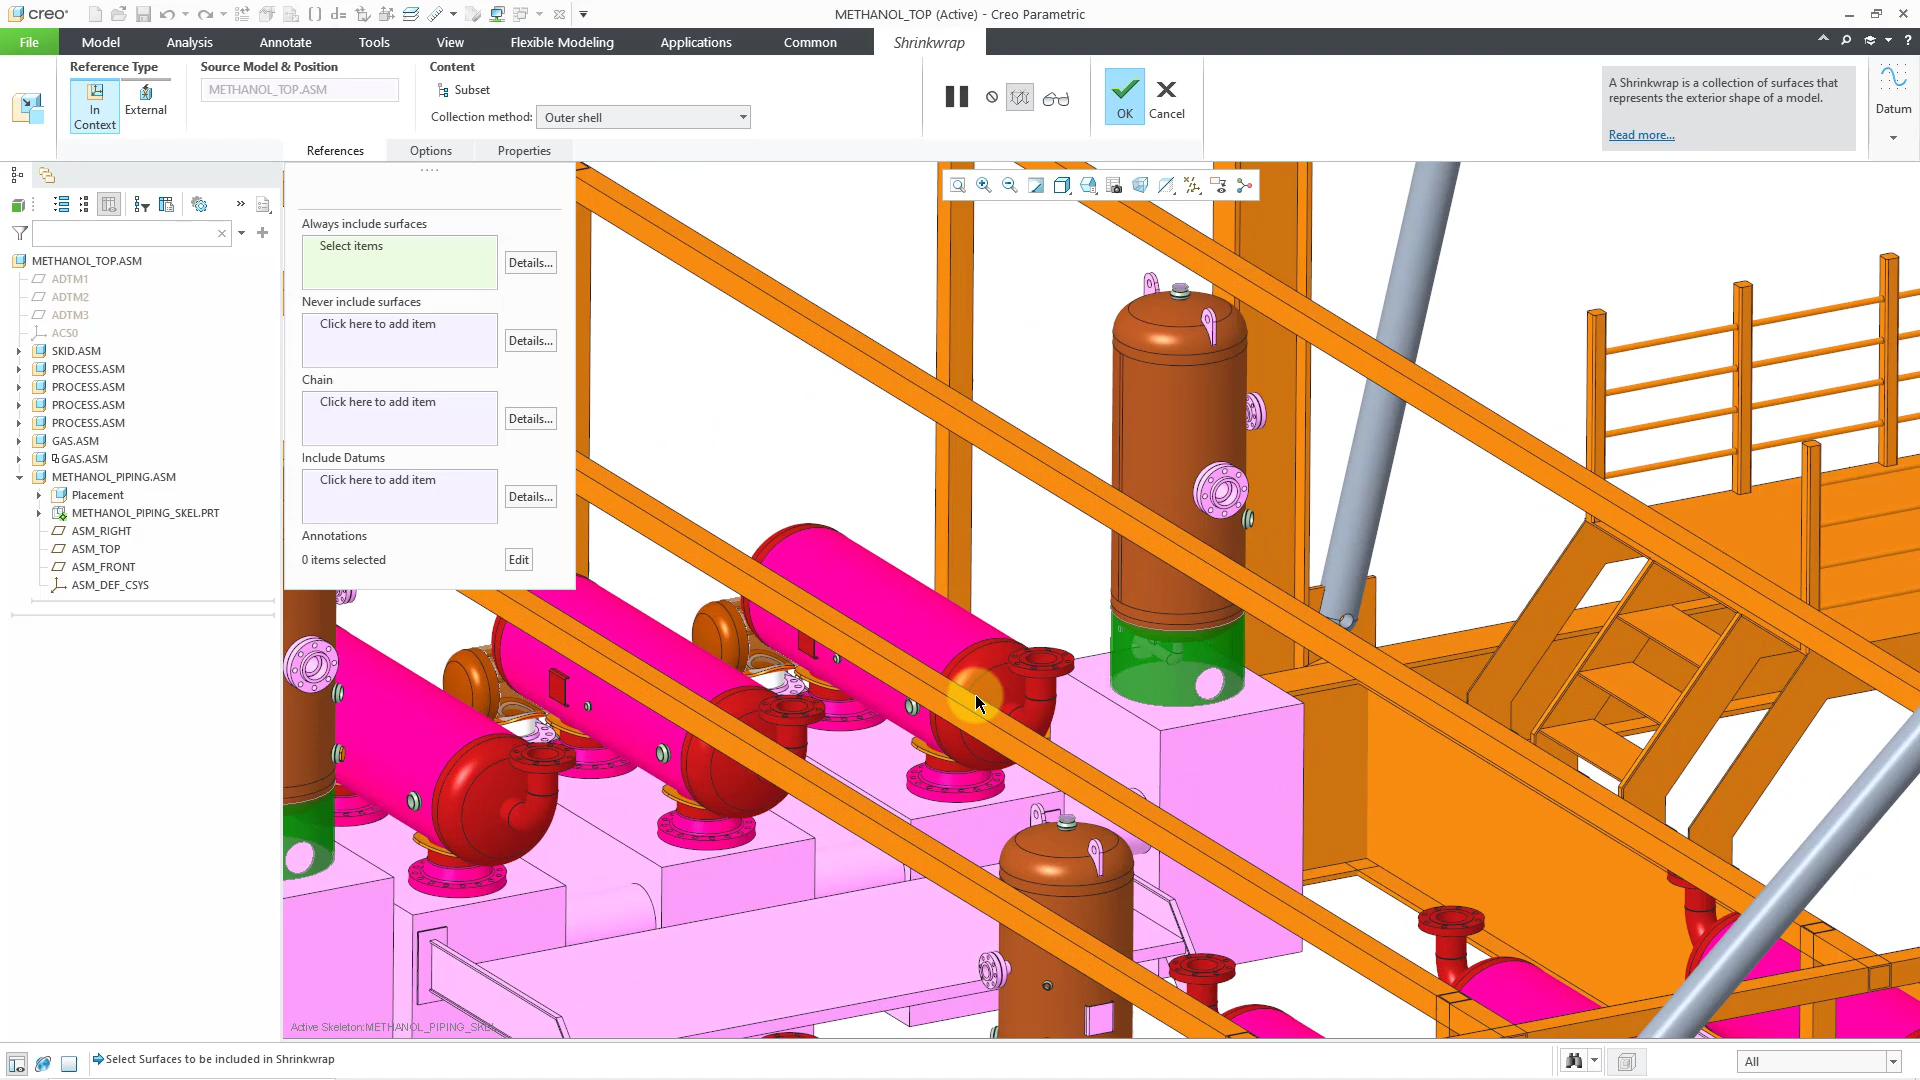 creo
METHANOL_TOP (Active) - Creo Parametric
File
Model
Analysis
Annotate
Tools
View
Flexible Modeling
Applications
Common
Shrinkwrap
Reference Type
In
Context
External
Source Model & Position
METHANOL_TOP.ASM
Content
Subset
Collection method:
Outer shell
OK
Cancel
A Shrinkwrap is a collection of surfaces that
represents the exterior shape of a model.
Read more...
Datum
References
Options
Properties
METHANOL_TOP.ASM
ADTM1
ADTM2
ADTM3
ACS0
SKID.ASM
PROCESS.ASM
PROCESS.ASM
PROCESS.ASM
PROCESS.ASM
GAS.ASM
GAS.ASM
METHANOL_PIPING.ASM
Placement
METHANOL_PIPING_SKEL.PRT
ASM_RIGHT
ASM_TOP
ASM_FRONT
ASM_DEF_CSYS
Always include surfaces
Select items
Details...
Never include surfaces
Click here to add item
Details...
Chain
Click here to add item
Details...
Include Datums
Click here to add item
Details...
Annotations
0 items selected
Edit
Active Skeleton:METHANOL_PIPING_SKEL
Select Surfaces to be included in Shrinkwrap
All